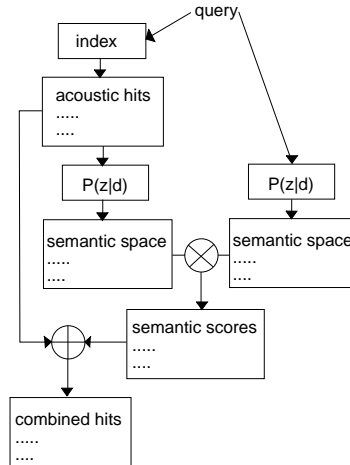 query
index
acoustic hits
.....
....
P(z|d)
P(z|d)
semantic space
.....
....
semantic space
.....
....
semantic scores
.....
....
combined hits
.....
....